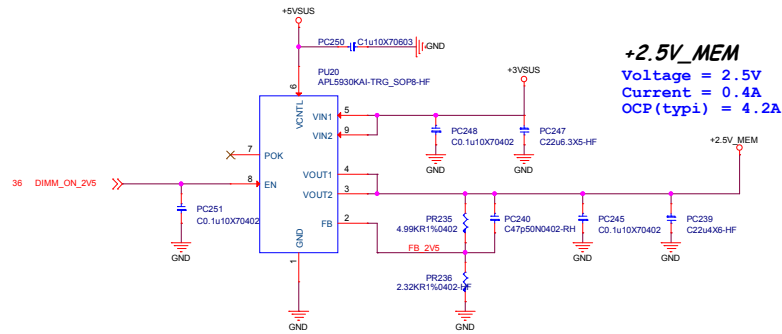 +5VSUS
PC250 C1u10X70603
GND
PU20
APL5930KAI-TRG_SOP8-HF
+3VSUS
+2.5V_MEM
Voltage = 2.5V
Current = 0.4A
OCP(typi) = 4.2A
6
VCNTL
VIN1 5
VIN2 9
PC248
C0.1u10X70402
PC247
C22u6.3X5-HF
GND GND
+2.5V_MEM
7 POK
VOUT1 4
VOUT2 3
36 DIMM_ON_2V5
8 EN
PC251
C0.1u10X70402
GND
FB 2
GND
1
GND
PR235
4.99KR1%0402
PC240
C47p50N0402-RH
PC245
C0.1u10X70402
PC239
C22u4X6-HF
GND GND
FB_2V5
PR236
2.32KR1%0402-HF
GND